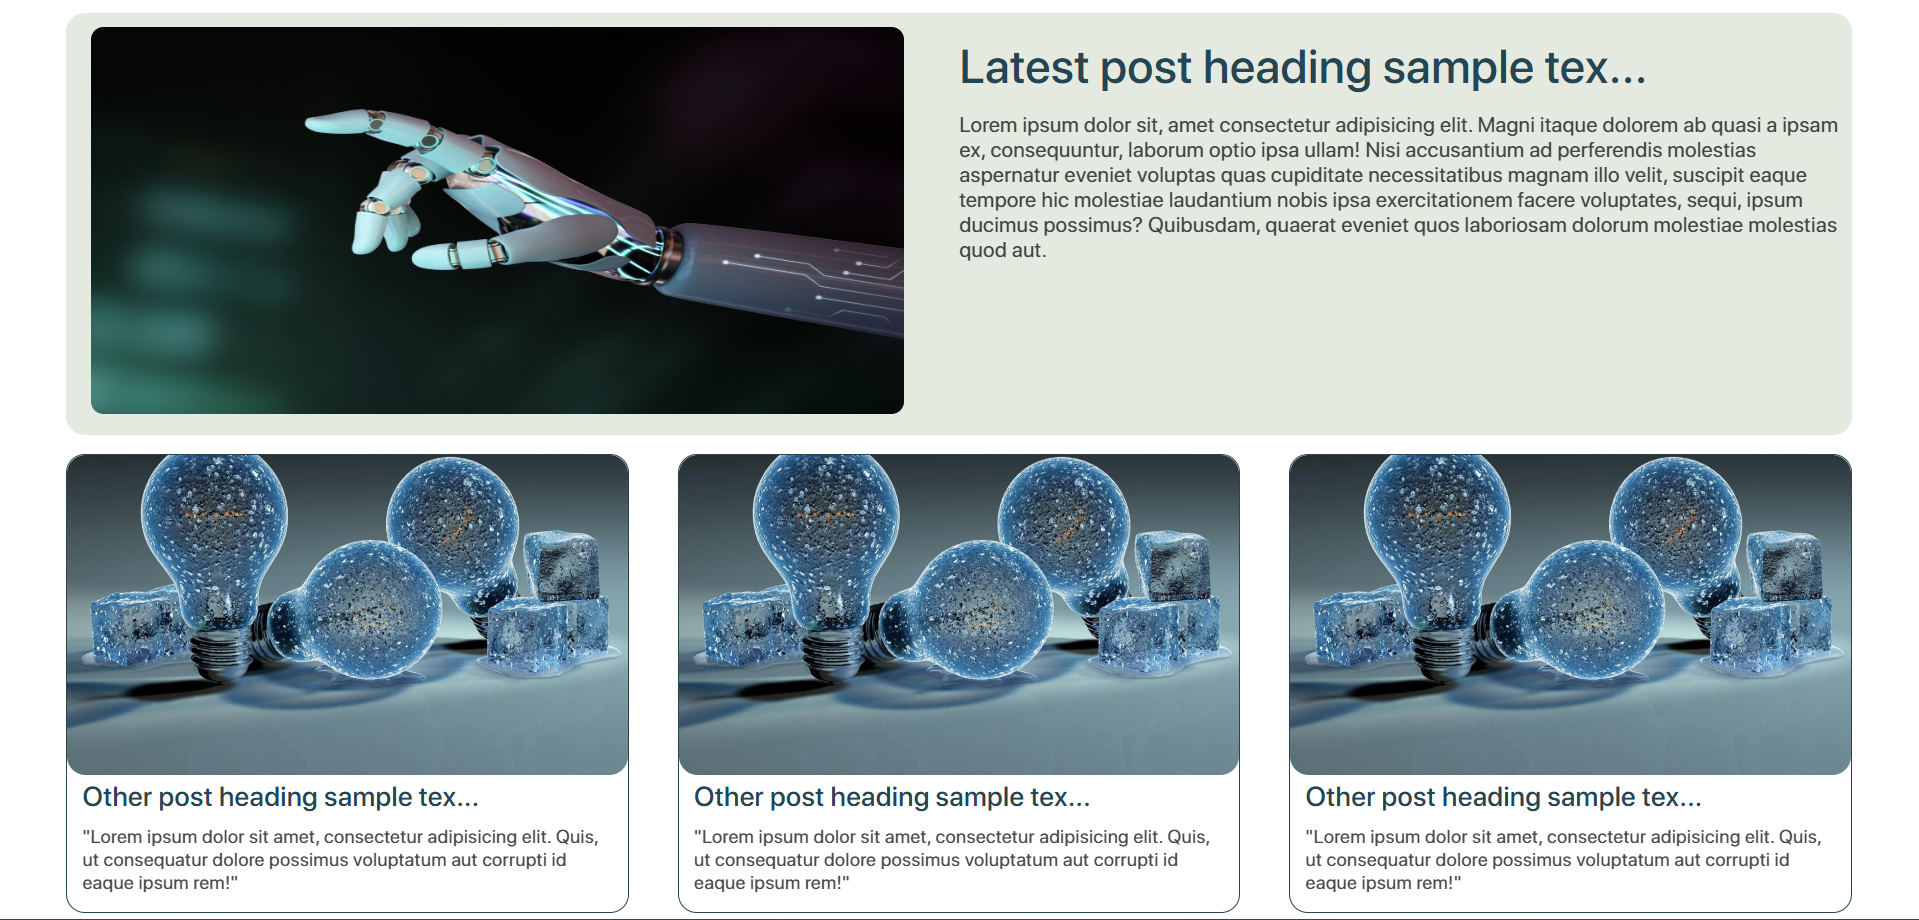 Latest post heading sample tex...
Lorem ipsum dolor sit, amet consectetur adipisicing elit. Magni itaque dolorem ab quasi a ipsam
ex, consequuntur, laborum optio ipsa ullam! Nisi accusantium ad perferendis molestias
aspernatur eveniet voluptas quas cupiditate necessitatibus magnam illo velit, suscipit eaque
tempore hic molestiae laudantium nobis ipsa exercitationem facere voluptates, sequi, ipsum
ducimus possimus? Quibusdam, quaerat eveniet quos laboriosam dolorum molestiae molestias
quod aut.
Other post heading sample tex...
"Lorem ipsum dolor sit amet, consectetur adipisicing elit. Quis,
ut consequatur dolore possimus voluptatum aut corrupti id
eaque ipsum rem!"
Other post heading sample tex...
"Lorem ipsum dolor sit amet, consectetur adipisicing elit. Quis,
ut consequatur dolore possimus voluptatum aut corrupti id
eaque ipsum rem!"
Other post heading sample tex...
"Lorem ipsum dolor sit amet, consectetur adipisicing elit. Quis,
ut consequatur dolore possimus voluptatum aut corrupti id
eaque ipsum rem!"